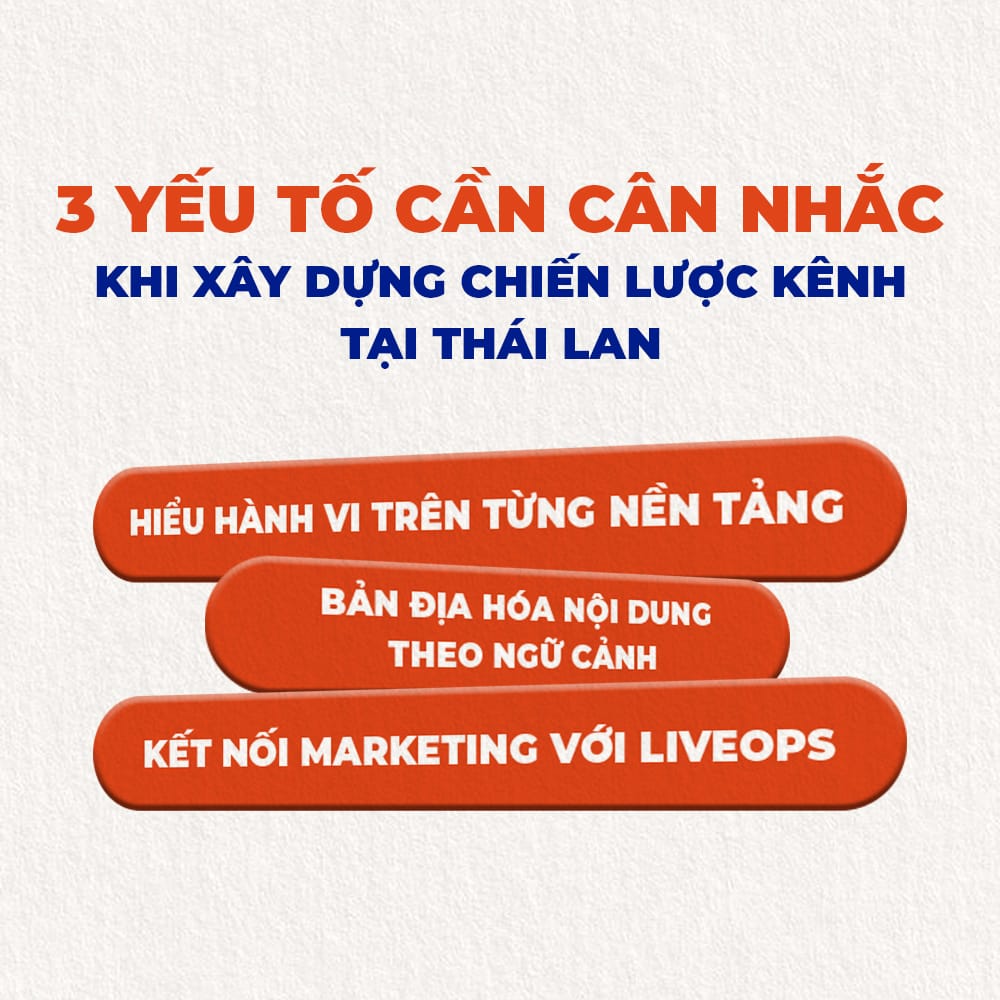 3 YẾU TỐ CẦN CÂN NHẮC
KHI XÂY DỰNG CHIẾN LƯỢC KÊNH
TẠI THÁI LAN
HIỂU HÀNH VI TRÊN TỪNG NỀN TẢNG
BẢN ĐỊA HÓA NỘI DUNG
THEO NGỮ CẢNH
KẾT NỐI MARKETING VỚI LIVEOPS